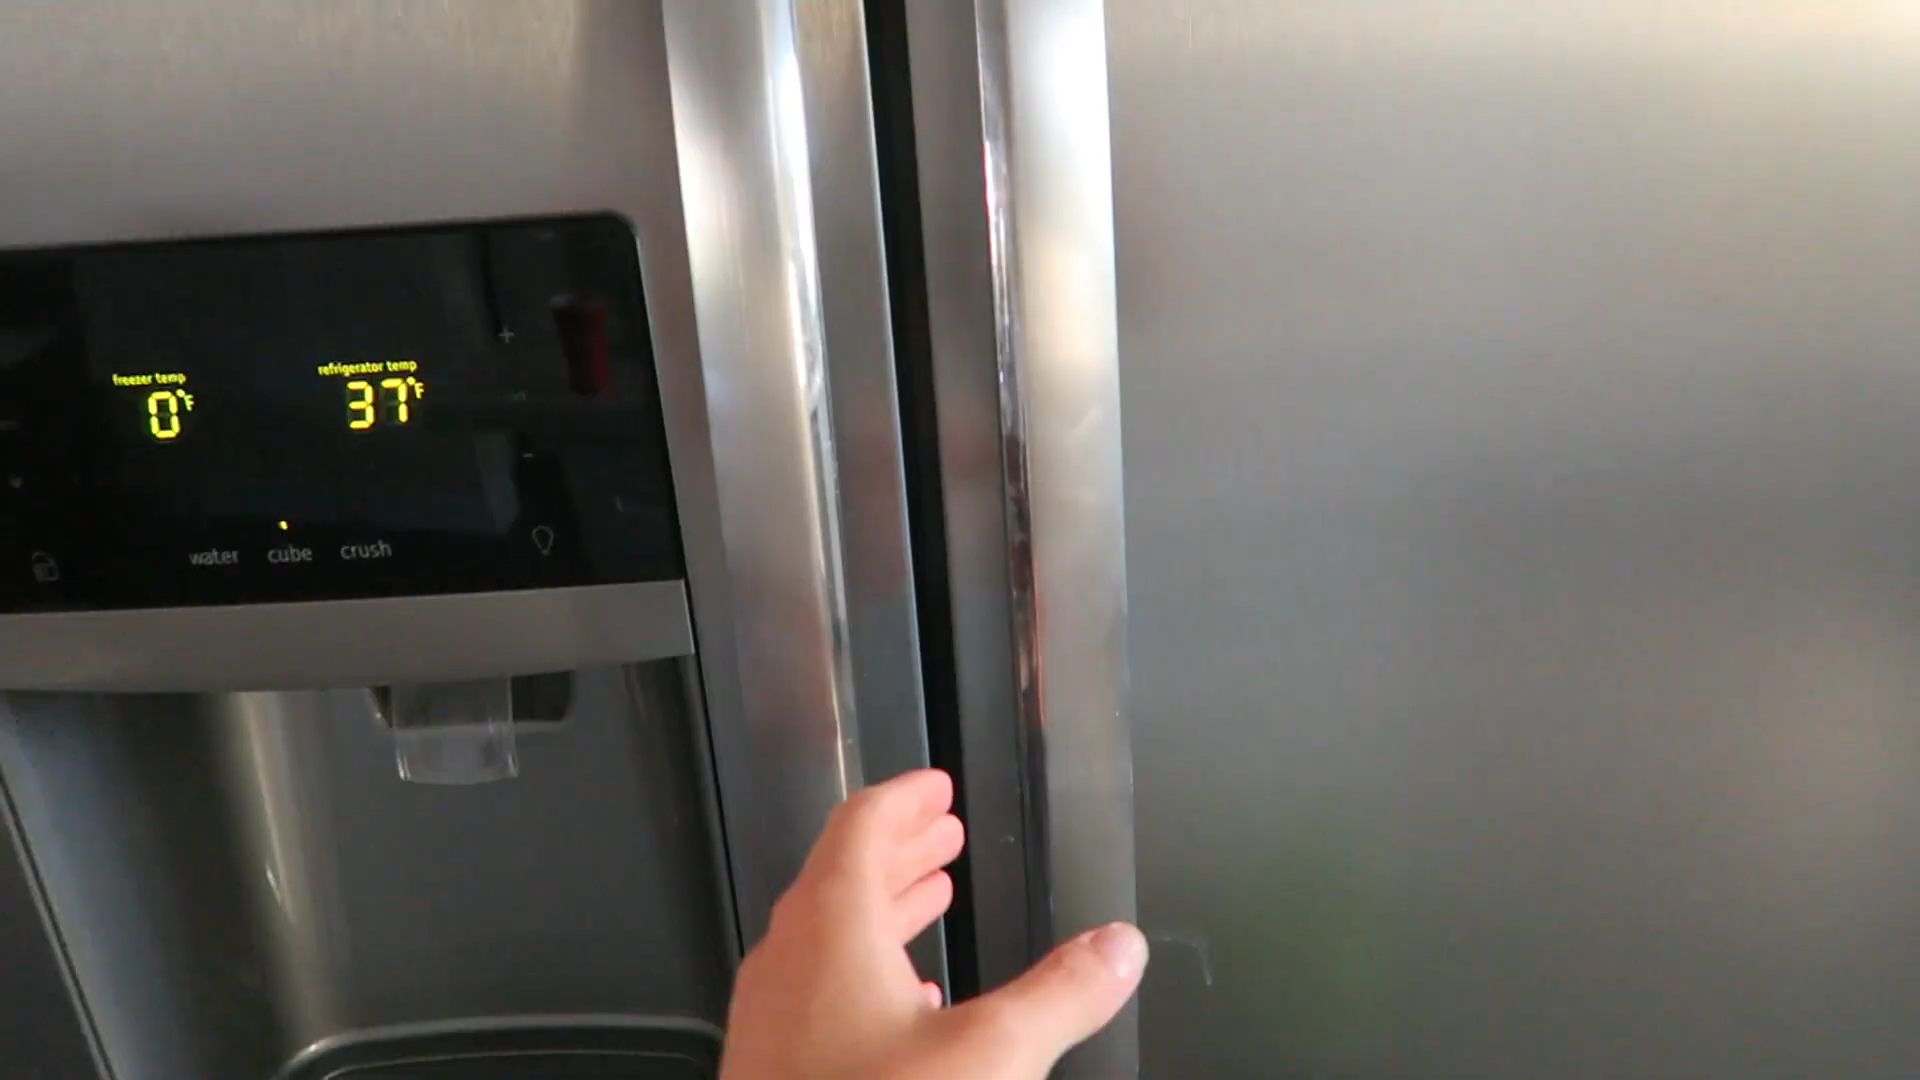 freezer temp
0°F
refrigerator temp
37°F
+
-
water cube crush